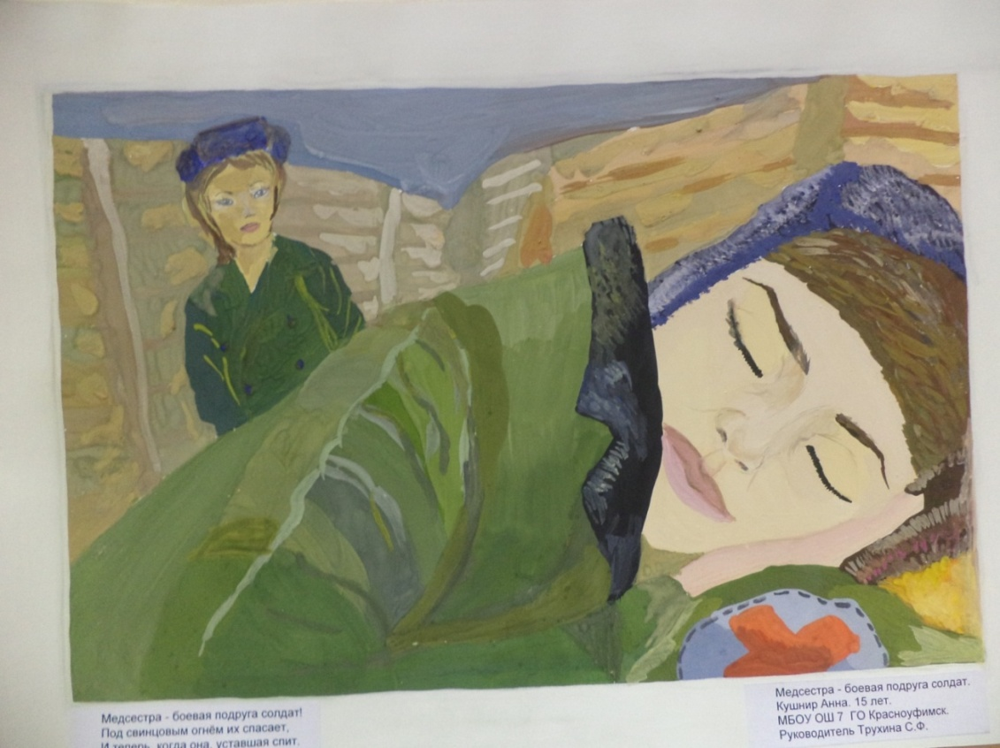 Медсестра - боевая подруга солдат!
Под свинцовым огнём их спасает,
И теперь, когда она, уставшая спит.
Медсестра - боевая подруга солдат.
Кушнир Анна. 15 лет.
МБОУ ОШ 7 ГО Красноуфимск.
Руководитель Трухина С.Ф.